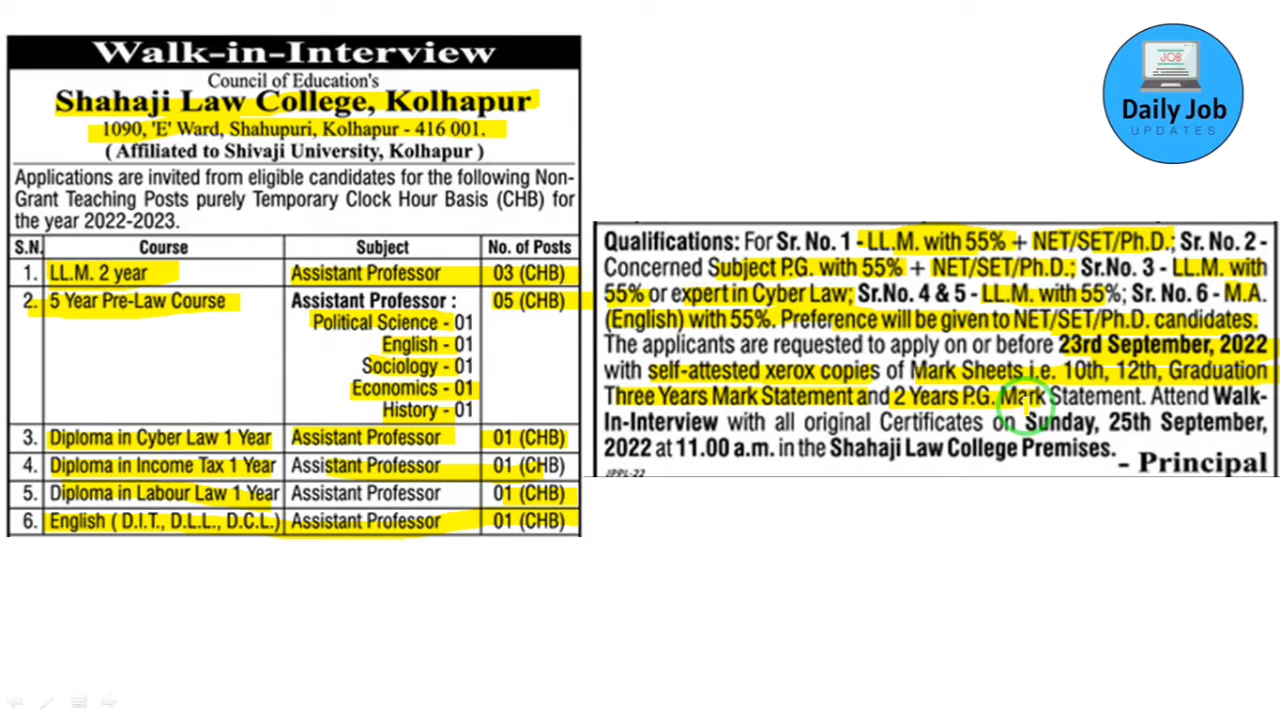 Walk-in-Interview
Council of Education's
Shahaji Law College, Kolhapur
1090, 'E' Ward, Shahupuri, Kolhapur - 416 001.
(Affiliated to Shivaji University, Kolhapur)
Applications are invited from eligible candidates for the following Non-
Grant Teaching Posts purely Temporary Clock Hour Basis (CHB) for
the year 2022-2023.
S.N. Course Subject No. of Posts
1. LL.M. 2 year Assistant Professor 03 (CHB)
2. 5 Year Pre-Law Course Assistant Professor : 05 (CHB)
Political Science - 01
English - 01
Sociology - 01
Economics - 01
History - 01
3. Diploma in Cyber Law 1 Year Assistant Professor 01 (CHB)
4. Diploma in Income Tax 1 Year Assistant Professor 01 (CHB)
5. Diploma in Labour Law 1 Year Assistant Professor 01 (CHB)
6. English ( D.I.T., D.L.L., D.C.L.) Assistant Professor 01 (CHB)
JOB
Daily Job
UPDATES
Qualifications: For Sr. No. 1 - LL.M. with 55% + NET/SET/Ph.D.; Sr. No. 2 -
Concerned Subject P.G. with 55% + NET/SET/Ph.D.; Sr.No. 3 - LL.M. with
55% or expert in Cyber Law; Sr.No. 4 & 5 - LL.M. with 55%; Sr. No. 6 - M.A.
(English) with 55%. Preference will be given to NET/SET/Ph.D. candidates.
The applicants are requested to apply on or before 23rd September, 2022
with self-attested xerox copies of Mark Sheets i.e. 10th, 12th, Graduation
Three Years Mark Statement and 2 Years P.G. Mark Statement. Attend Walk-
In-Interview with all original Certificates on Sunday, 25th September,
2022 at 11.00 a.m. in the Shahaji Law College Premises.
- Principal
JPPL-22